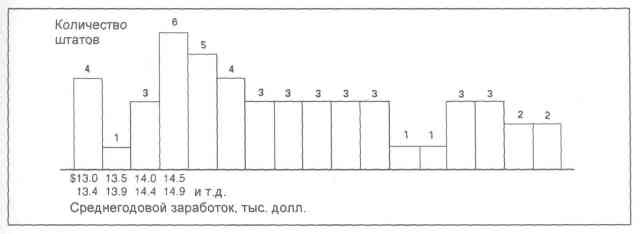 Количество
штатов
4 1 3 6 5 4 3 3 3 3 3 1 1 3 3 2 2
$13.0 13.5 14.0 14.5
13.4 13.9 14.4 14.9 и т.д.
Среднегодовой заработок, тыс. долл.